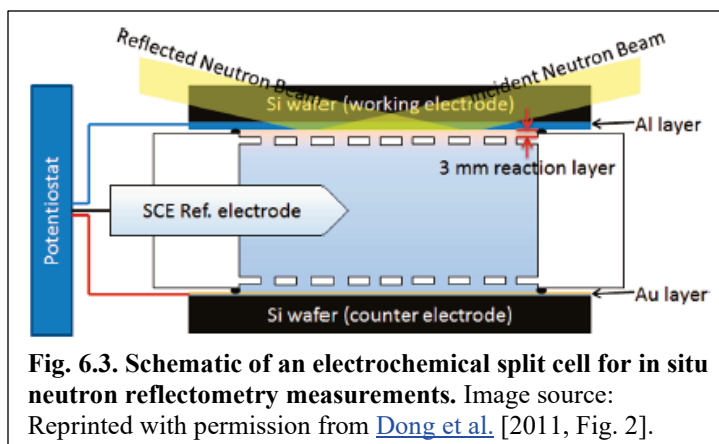 Reflected Neutron Beam
Incident Neutron Beam
Si wafer (working electrode)
Al layer
3 mm reaction layer
Potentiostat
SCE Ref. electrode
Au layer
Si wafer (counter electrode)
Fig. 6.3. Schematic of an electrochemical split cell for in situ
neutron reflectometry measurements. Image source:
Reprinted with permission from Dong et al. [2011, Fig. 2].